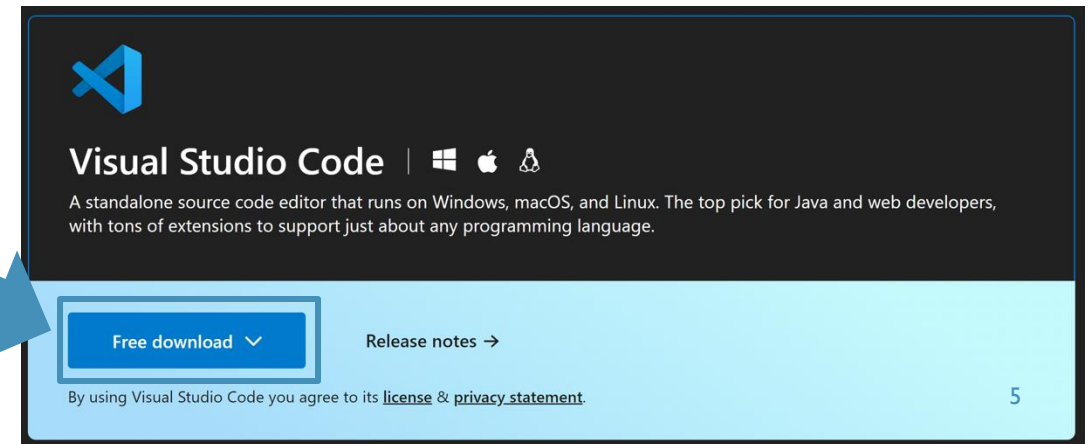 Visual Studio Code
A standalone source code editor that runs on Windows, macOS, and Linux. The top pick for Java and web developers,
with tons of extensions to support just about any programming language.
Free download
Release notes →
By using Visual Studio Code you agree to its license & privacy statement.
5